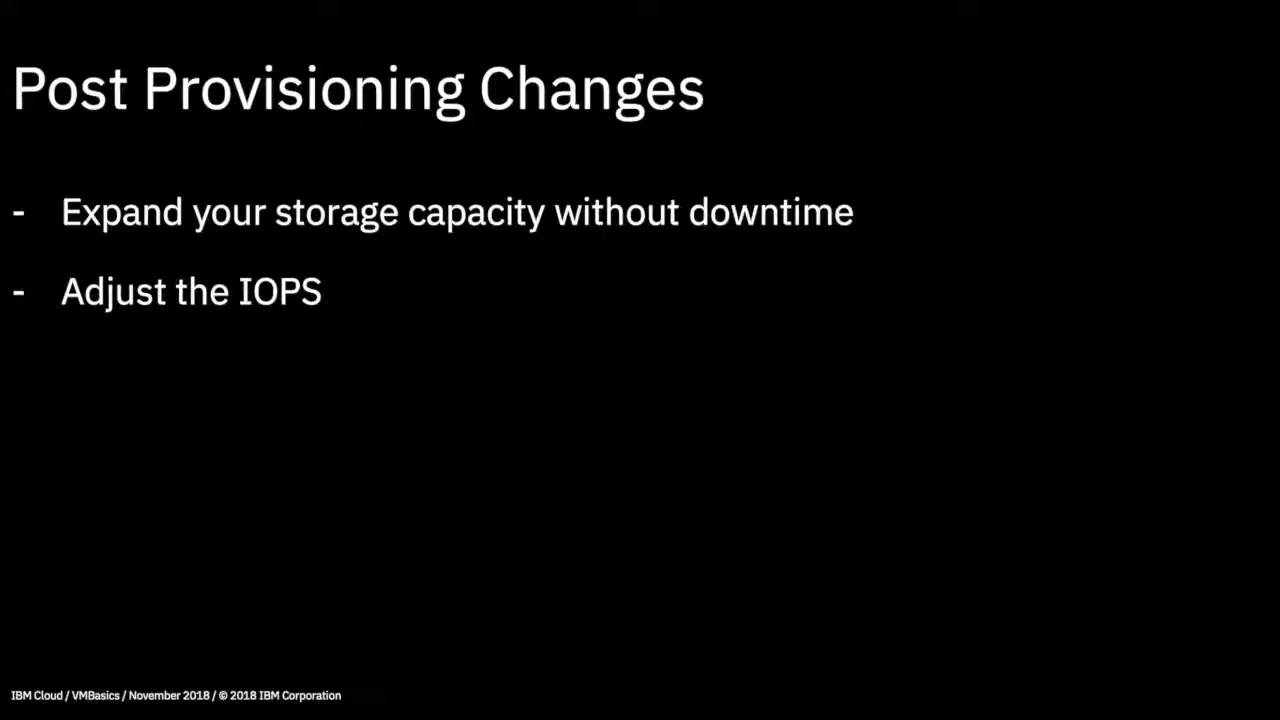 Post Provisioning Changes
- Expand your storage capacity without downtime
- Adjust the IOPS
IBM Cloud / VMBasics / November 2018 / © 2018 IBM Corporation